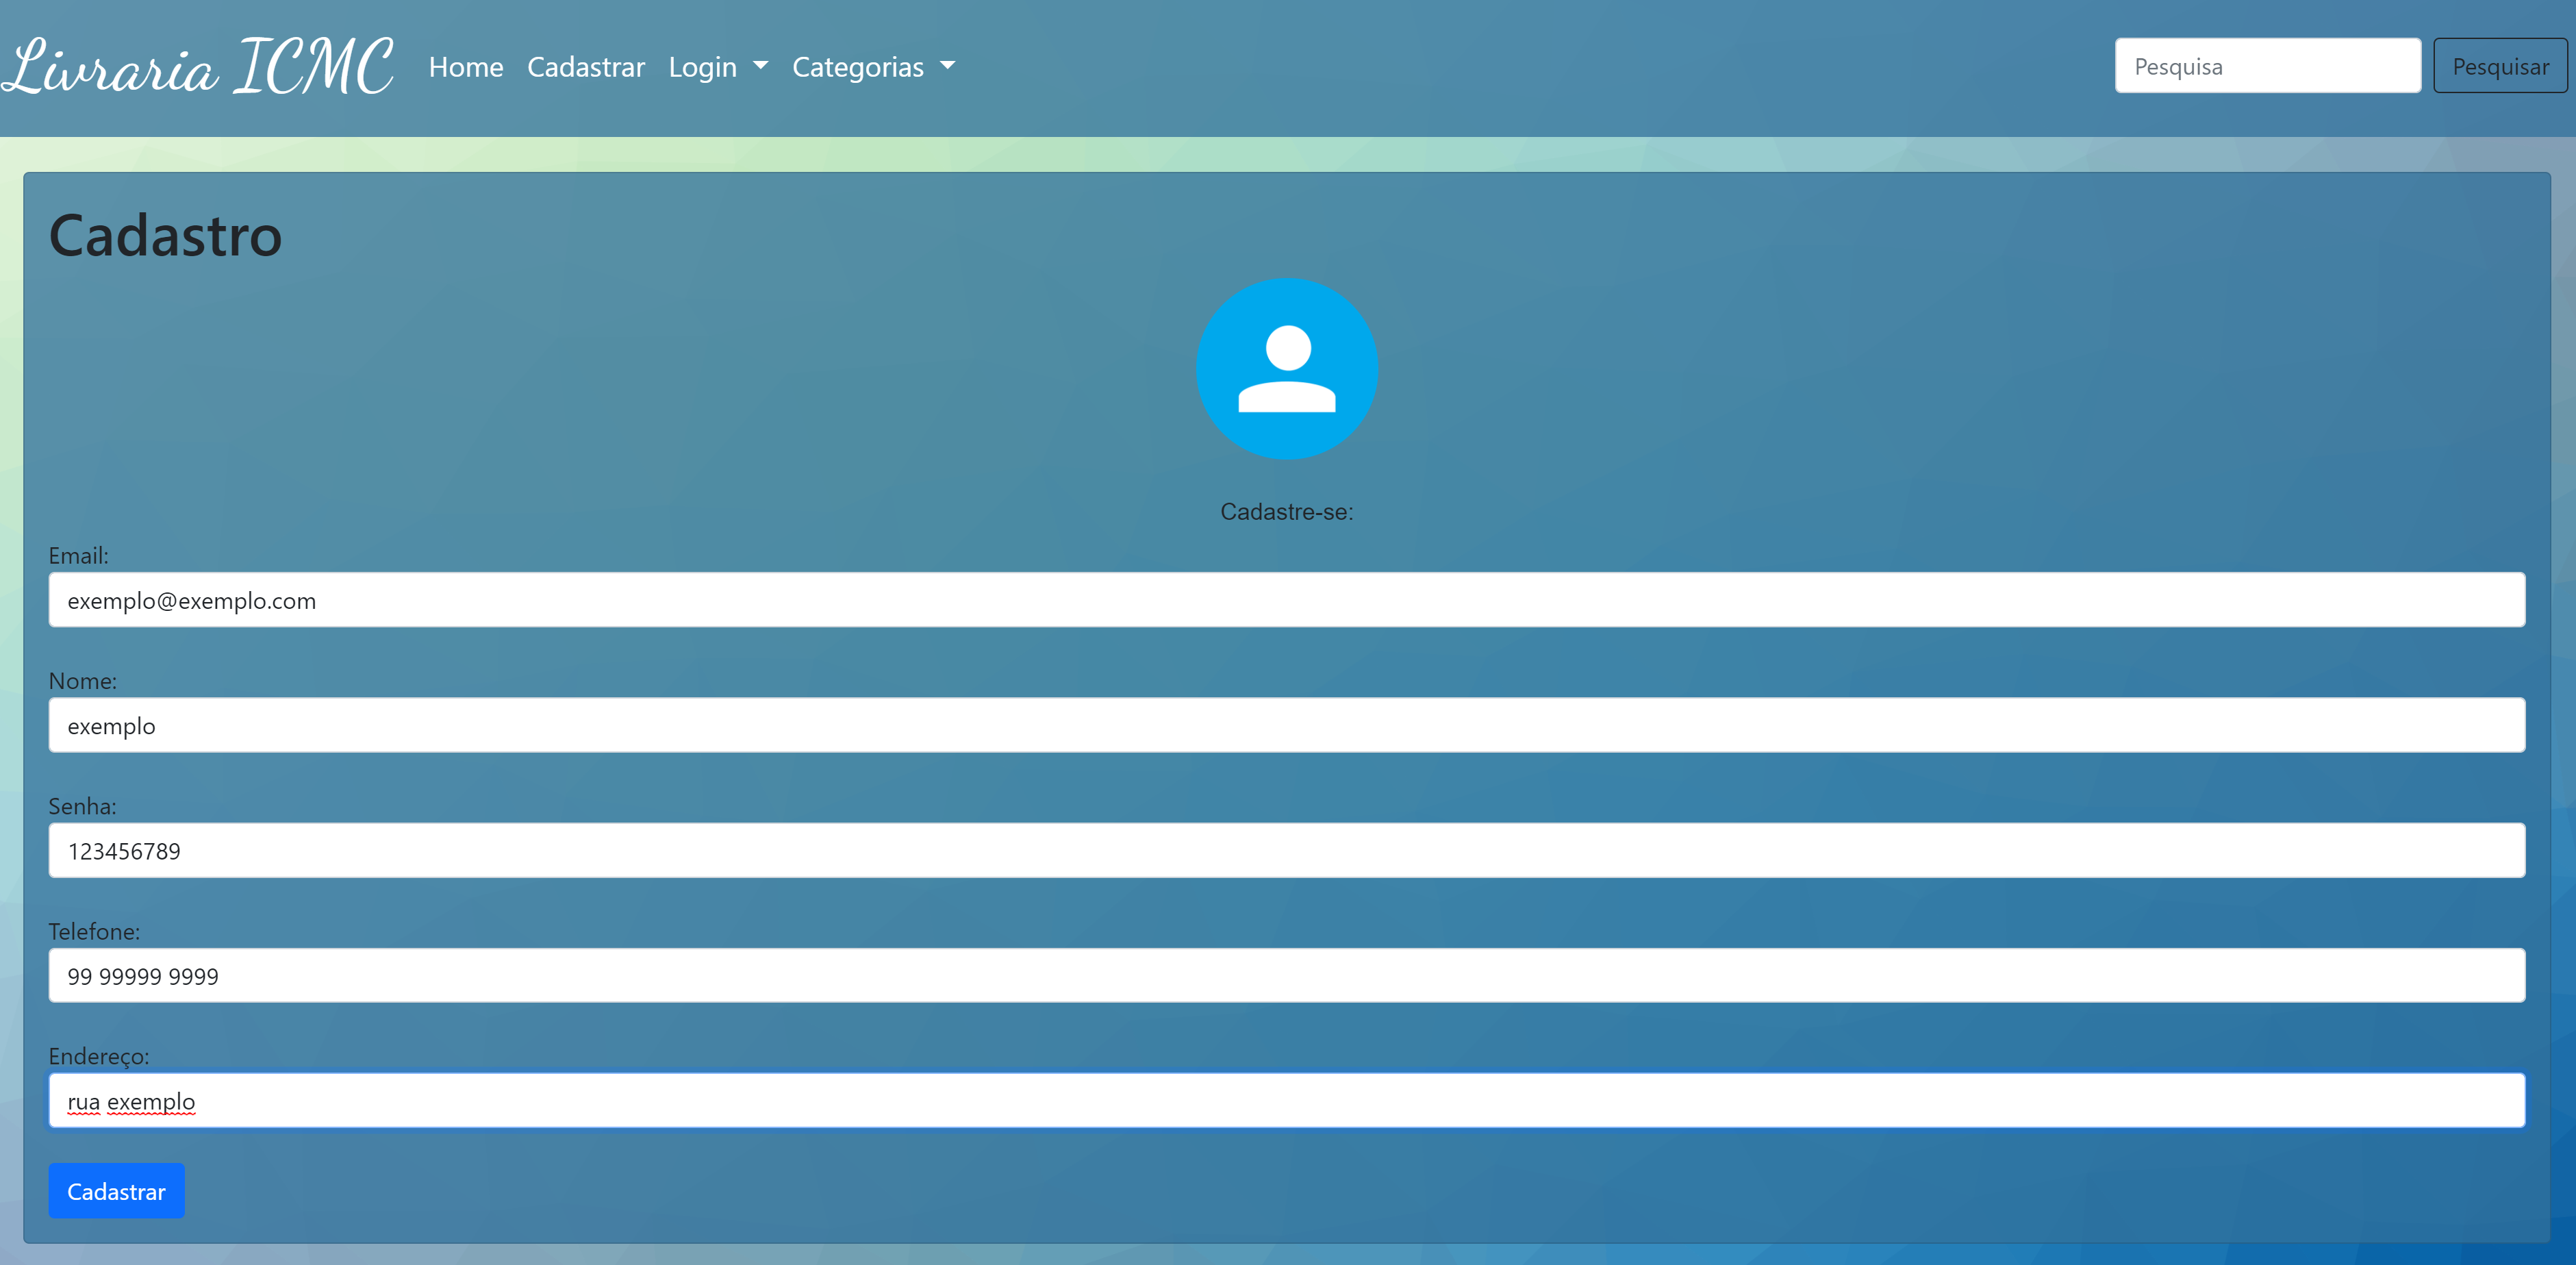 Livraria ICMC Home Cadastrar Login Categorias Pesquisa Pesquisar
Cadastro
Cadastre-se:
Email:
exemplo@exemplo.com
Nome:
exemplo
Senha:
123456789
Telefone:
99 99999 9999
Endereço:
rua exemplo
Cadastrar